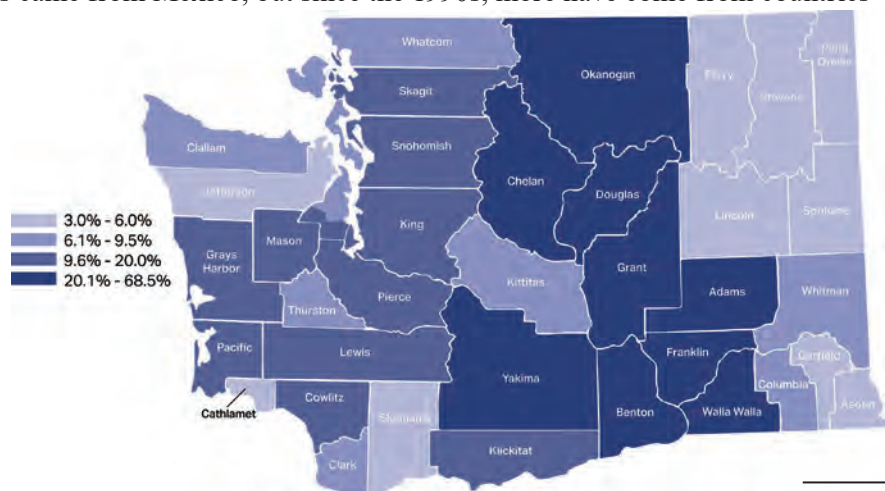 came from Mexico, but since the 1990s, more have come from countries
Whatcom
Okanogan
Ferry
Stevens
Pend
Oreille
Skagit
Clallam
Snohomish
Chelan
Douglas
Jefferson
Lincoln
Spokane
3.0% - 6.0%
6.1% - 9.5%
9.6% - 20.0%
20.1% - 68.5%
Grays
Harbor
Mason
King
Kittitas
Grant
Adams
Whitman
Thurston
Pierce
Pacific
Lewis
Yakima
Franklin
Garfield
Columbia
Cathlamet
Cowlitz
Skamania
Benton
Walla Walla
Asotin
Clark
Klickitat